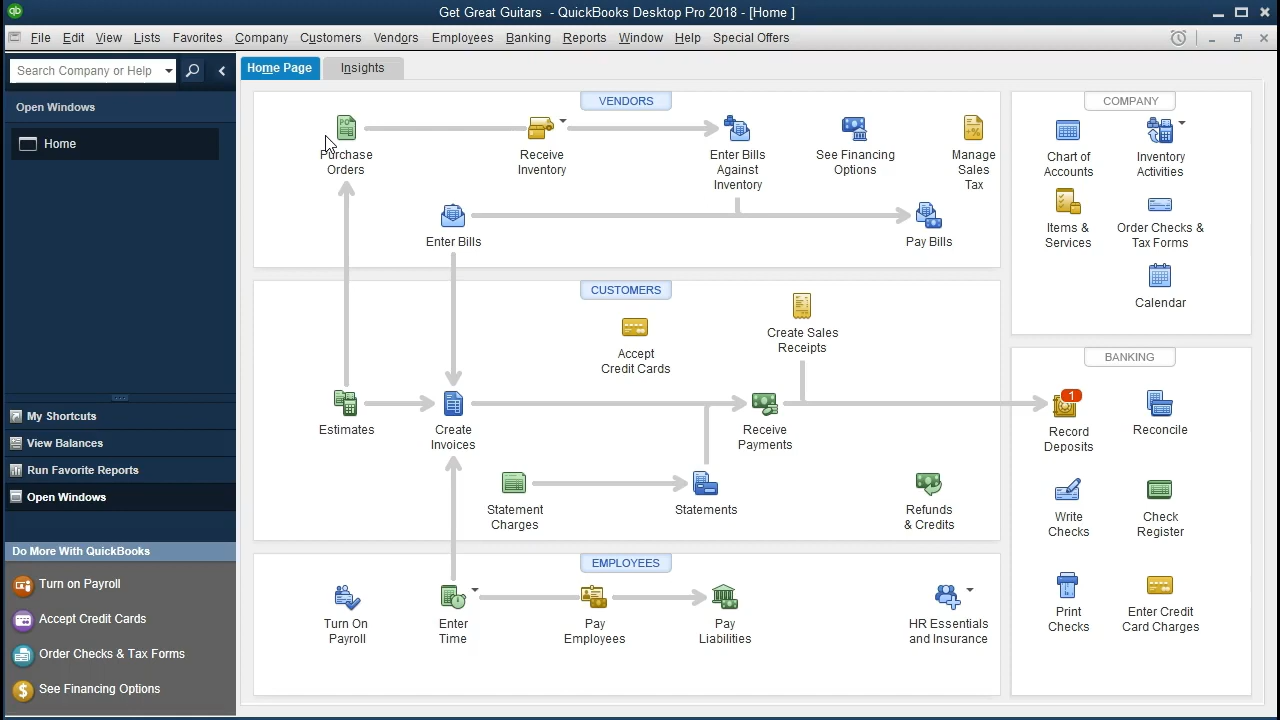 qb
Get Great Guitars - QuickBooks Desktop Pro 2018 - [Home ]
File Edit View Lists Favorites Company Customers Vendors Employees Banking Reports Window Help Special Offers
Search Company or Help
Open Windows
Home
My Shortcuts
View Balances
Run Favorite Reports
Open Windows
Do More With QuickBooks
Turn on Payroll
Accept Credit Cards
Order Checks & Tax Forms
$
See Financing Options
Home Page
Insights
VENDORS
PO
Purchase
Orders
Receive
Inventory
Enter Bills
Against
Inventory
See Financing
Options
+%
Manage
Sales
Tax
Enter Bills
Pay Bills
CUSTOMERS
Accept
Credit Cards
Create Sales
Receipts
Estimates
Create
Invoices
Receive
Payments
Statement
Charges
Statements
Refunds
& Credits
EMPLOYEES
Turn On
Payroll
Enter
Time
Pay
Employees
Pay
Liabilities
HR Essentials
and Insurance
COMPANY
Chart of
Accounts
Inventory
Activities
Items &
Services
Order Checks &
Tax Forms
Calendar
BANKING
1
Record
Deposits
Reconcile
Write
Checks
Check
Register
Print
Checks
Enter Credit
Card Charges